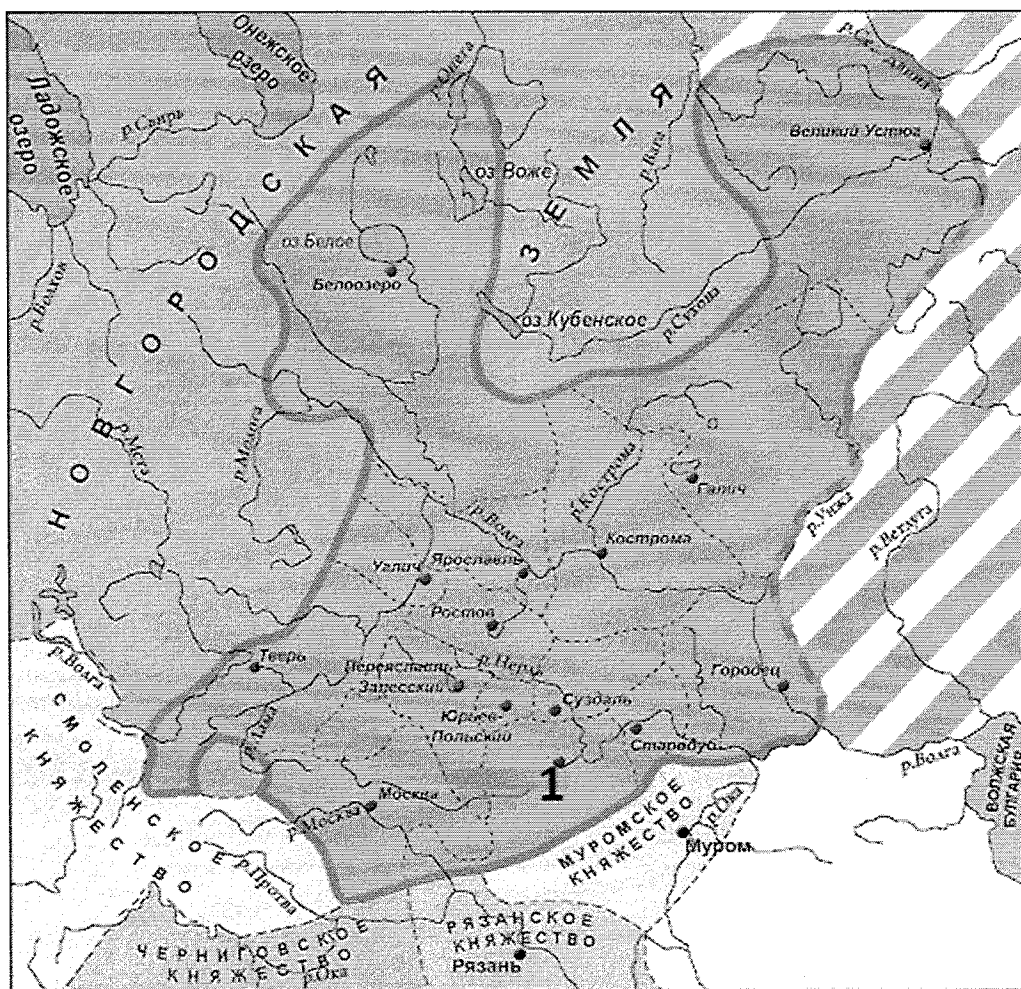 Онежское
озеро
Ладожское
озеро
р.Свирь
р.Онега
р.Вага
Великий Устюг
НОВГОРОДСКАЯ
ЗЕМЛЯ
оз Воже
оз.Белое
Белоозеро
оз.Кубенское
р.Сухона
р.Волхов
р.Мста
р.Молога
р.Кострома
Галич
р.Унжа
р.Ветлуга
р.Волга
Кострома
Углич
Ярославль
Ростов
р.Волга
Тверь
Переяславль-
Залесский
р.Нерль
Городец
Юрьев-
Польский
Суздаль
Стародуб
СМОЛЕНСКОЕ
КНЯЖЕСТВО
1
Москва
р.Москва
р.Волга
ВОЛЖСКАЯ
БУЛГАРИЯ
МУРОМСКОЕ
КНЯЖЕСТВО
р.Ока
Муром
р.Протва
ЧЕРНИГОВСКОЕ
КНЯЖЕСТВО
р.Ока
РЯЗАНСКОЕ
КНЯЖЕСТВО
Рязань